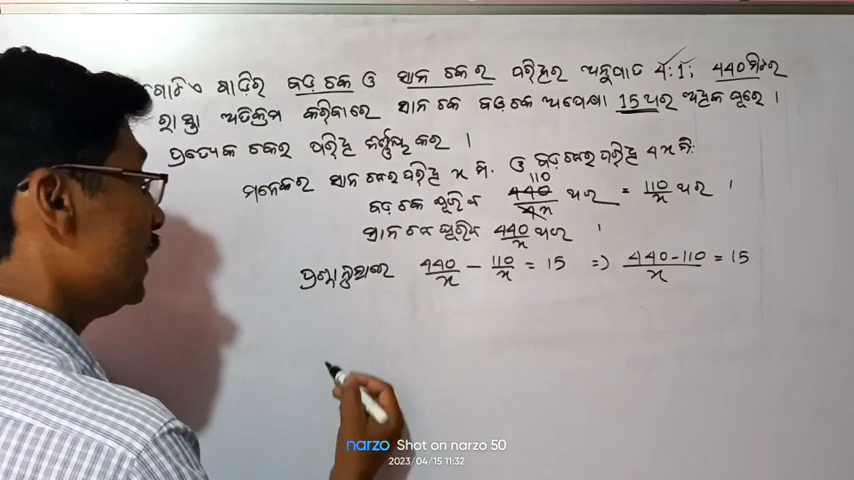 ଗୋଟିଏ ଗାଡ଼ିର ବଡ଼ ଚକ ଓ ସାନ ଚକ ର ପରିଧିର ଅନୁପାତ 4:1; 440 ମିଟର
ରାସ୍ତା ଅତିକ୍ରମ କରିବାରେ ସାନ ଚକ ବଡ଼ ଚକ ଅପେକ୍ଷା 15 ଥର ଅଧିକ ଘୂରେ ।
ପ୍ରତ୍ୟେକ ଚକର ପରିଧି ନିର୍ଣ୍ଣୟ କର ।
ମନେକର ସାନ ଚକର ପରିଧି x ମି. ଓ ବଡ଼ ଚକର ପରିଧି 4x ମି.
ବଡ଼ ଚକ ଘୂରିବ 440/4x ଥର = 110/x ଥର ।
110
ସାନ ଚକ ଘୂରିବ 440/x ଥର ।
ପ୍ରଶ୍ନାନୁସାରେ 440/x - 110/x = 15 => 440-110/x = 15
narzo Shot on narzo 50
2023/04/15 11:32